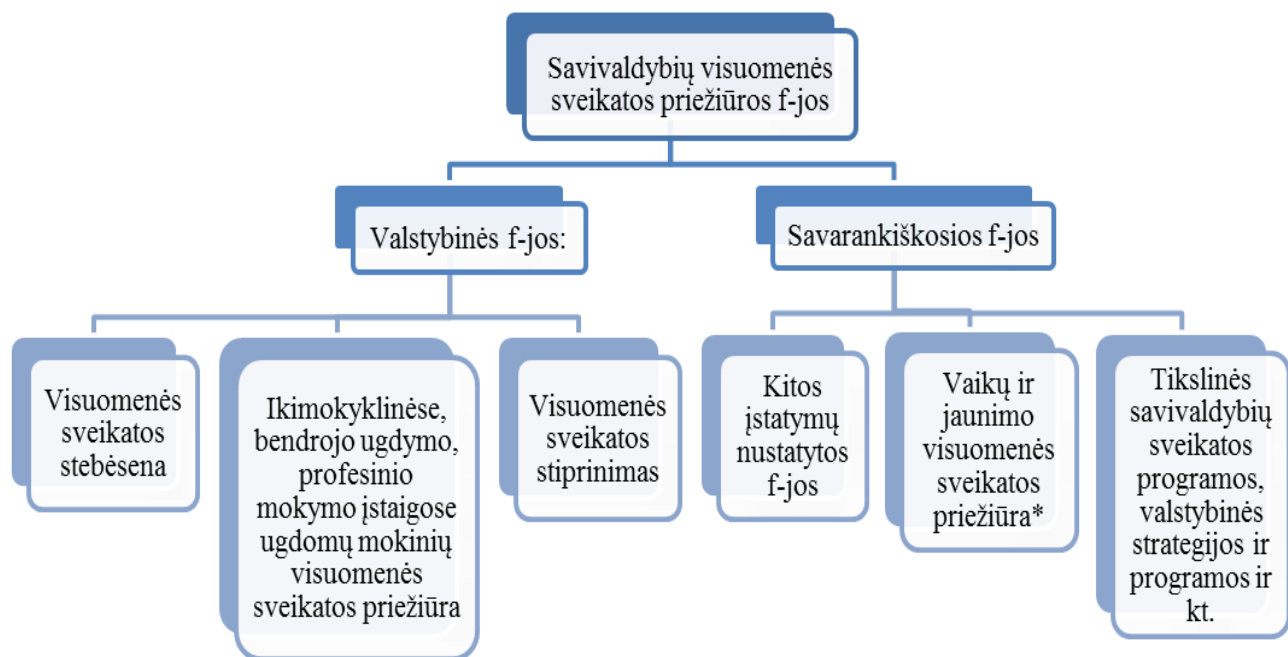 Savivaldybių visuomenės
sveikatos priežiūros f-jos
Valstybinės f-jos:
Savarankiškosios f-jos
Visuomenės
sveikatos
stebėsena
Ikimokyklinėse,
bendrojo ugdymo,
profesinio
mokymo įstaigose
ugdomų mokinių
visuomenės
sveikatos priežiūra
Visuomenės
sveikatos
stiprinimas
Kitos
įstatymų
nustatytos
f-jos
Vaikų ir
jaunimo
visuomenės
sveikatos
priežiūra*
Tikslinės
savivaldybių
sveikatos
programos,
valstybinės
strategijos ir
programos ir
kt.